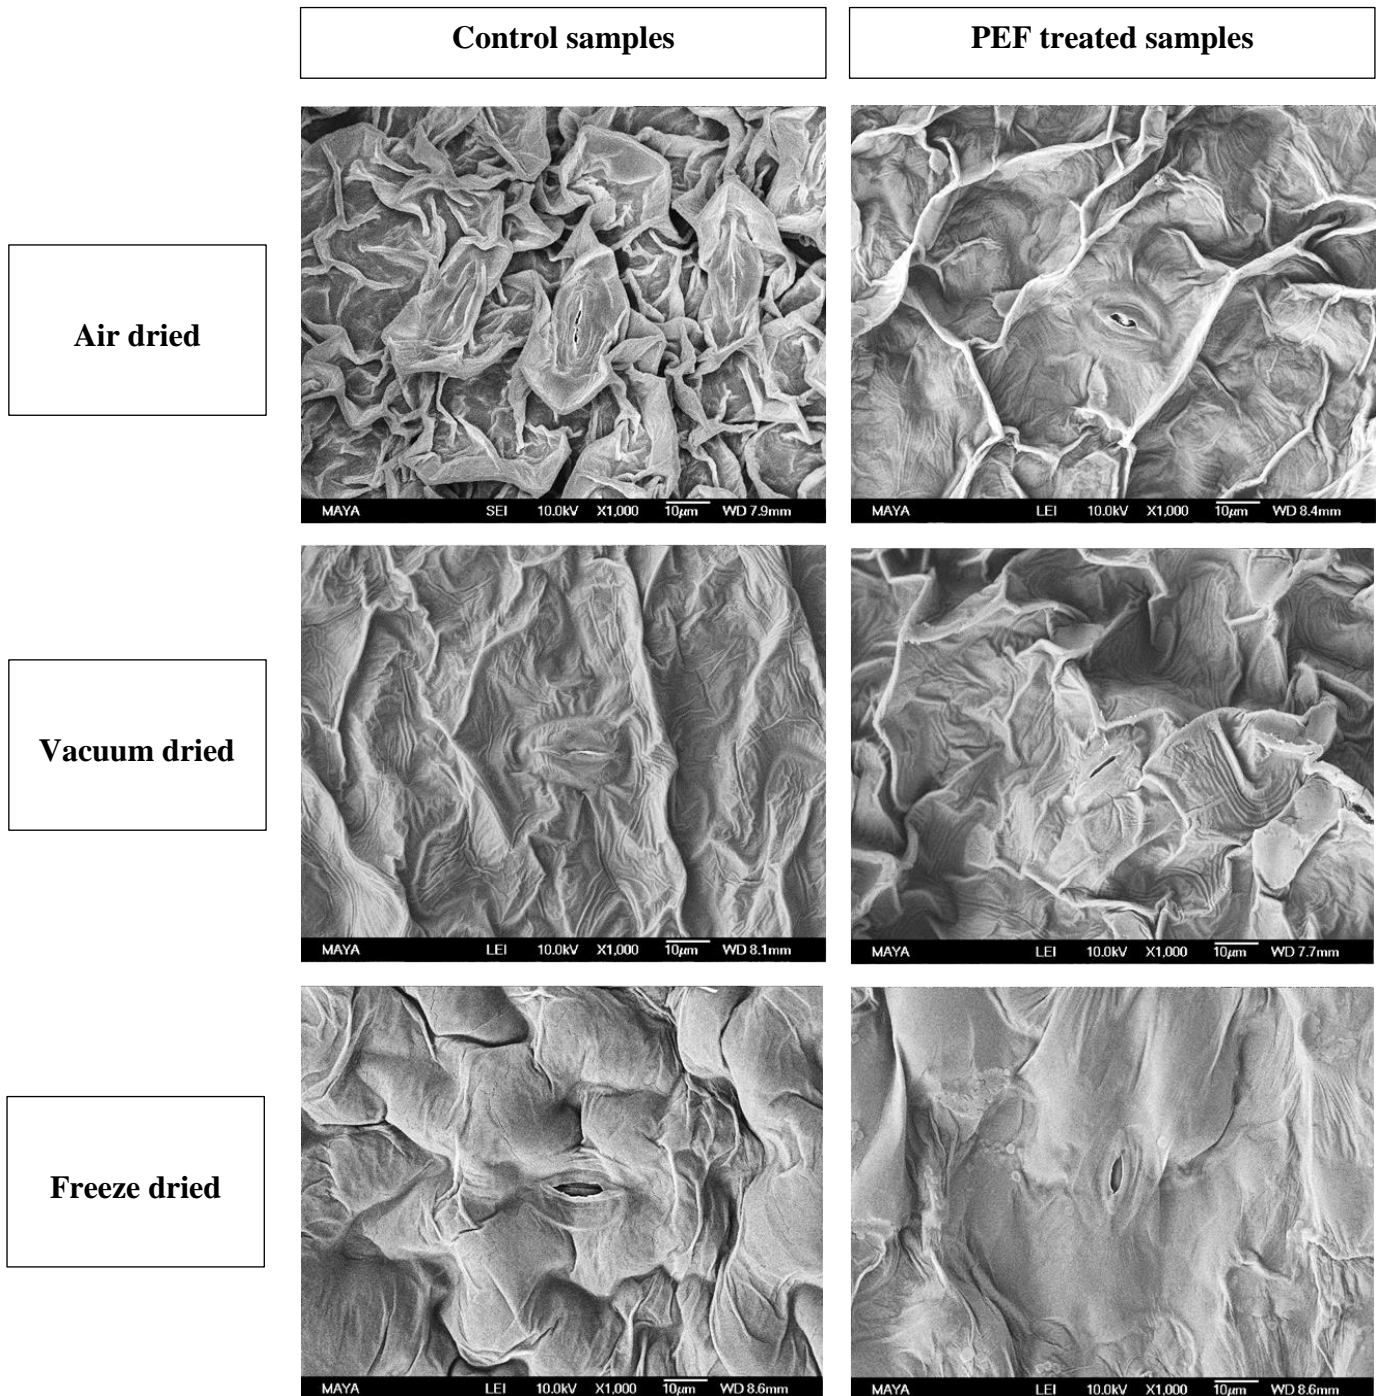 Control samples
PEF treated samples
Air dried
MAYA SEI 10.0kV X1,000 10μm WD 7.9mm
MAYA LEI 10.0kV X1,000 10μm WD 8.4mm
Vacuum dried
MAYA LEI 10.0kV X1,000 10μm WD 8.1mm
MAYA LEI 10.0kV X1,000 10μm WD 7.7mm
Freeze dried
MAYA LEI 10.0kV X1,000 10μm WD 8.6mm
MAYA LEI 10.0kV X1,000 10μm WD 8.6mm